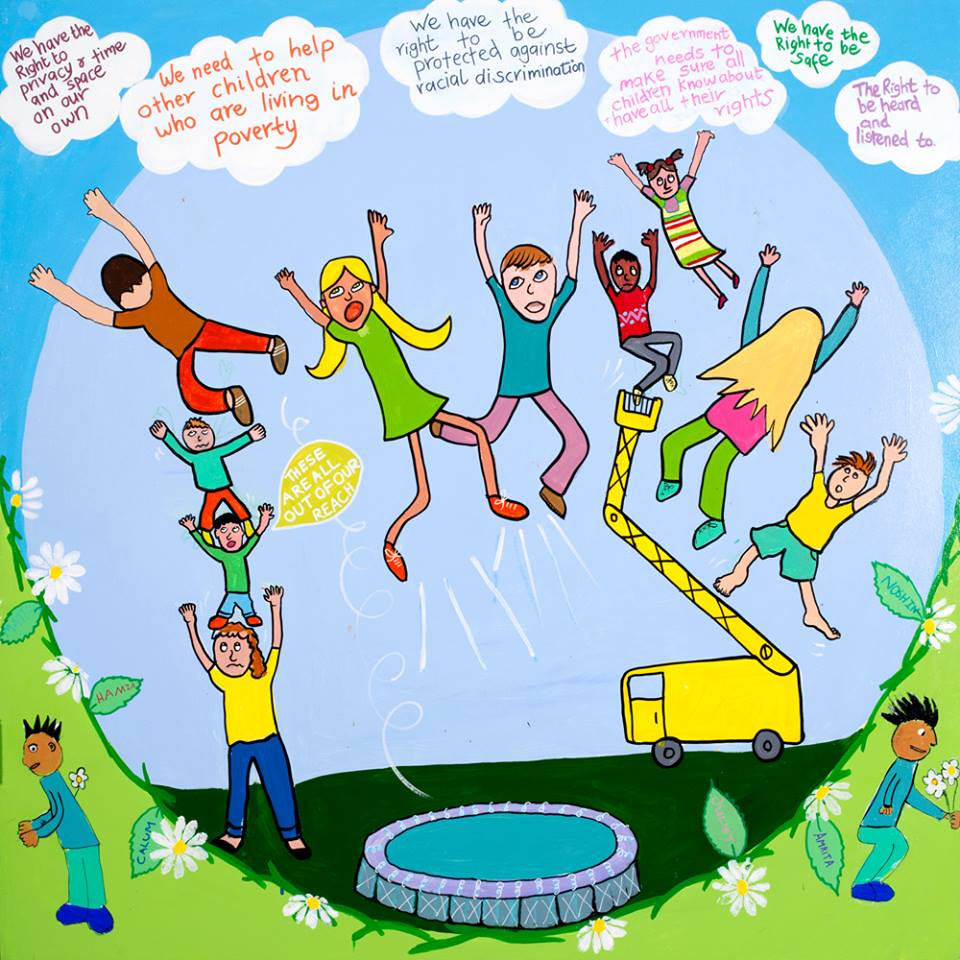 We have the
Right to
privacy & time
and space
on our
own
We need to help
other children
who are living in
poverty
We have the
right to be
protected against
racial discrimination
the government
needs to
make sure all
children know about
+have all their rights
We have the
Right to be
Safe
The Right to
be heard
and
listened to.
THESE
ARE ALL
OUT OF OUR
REACH
NOSHIN
HAMZA
CALUM
AMRITA